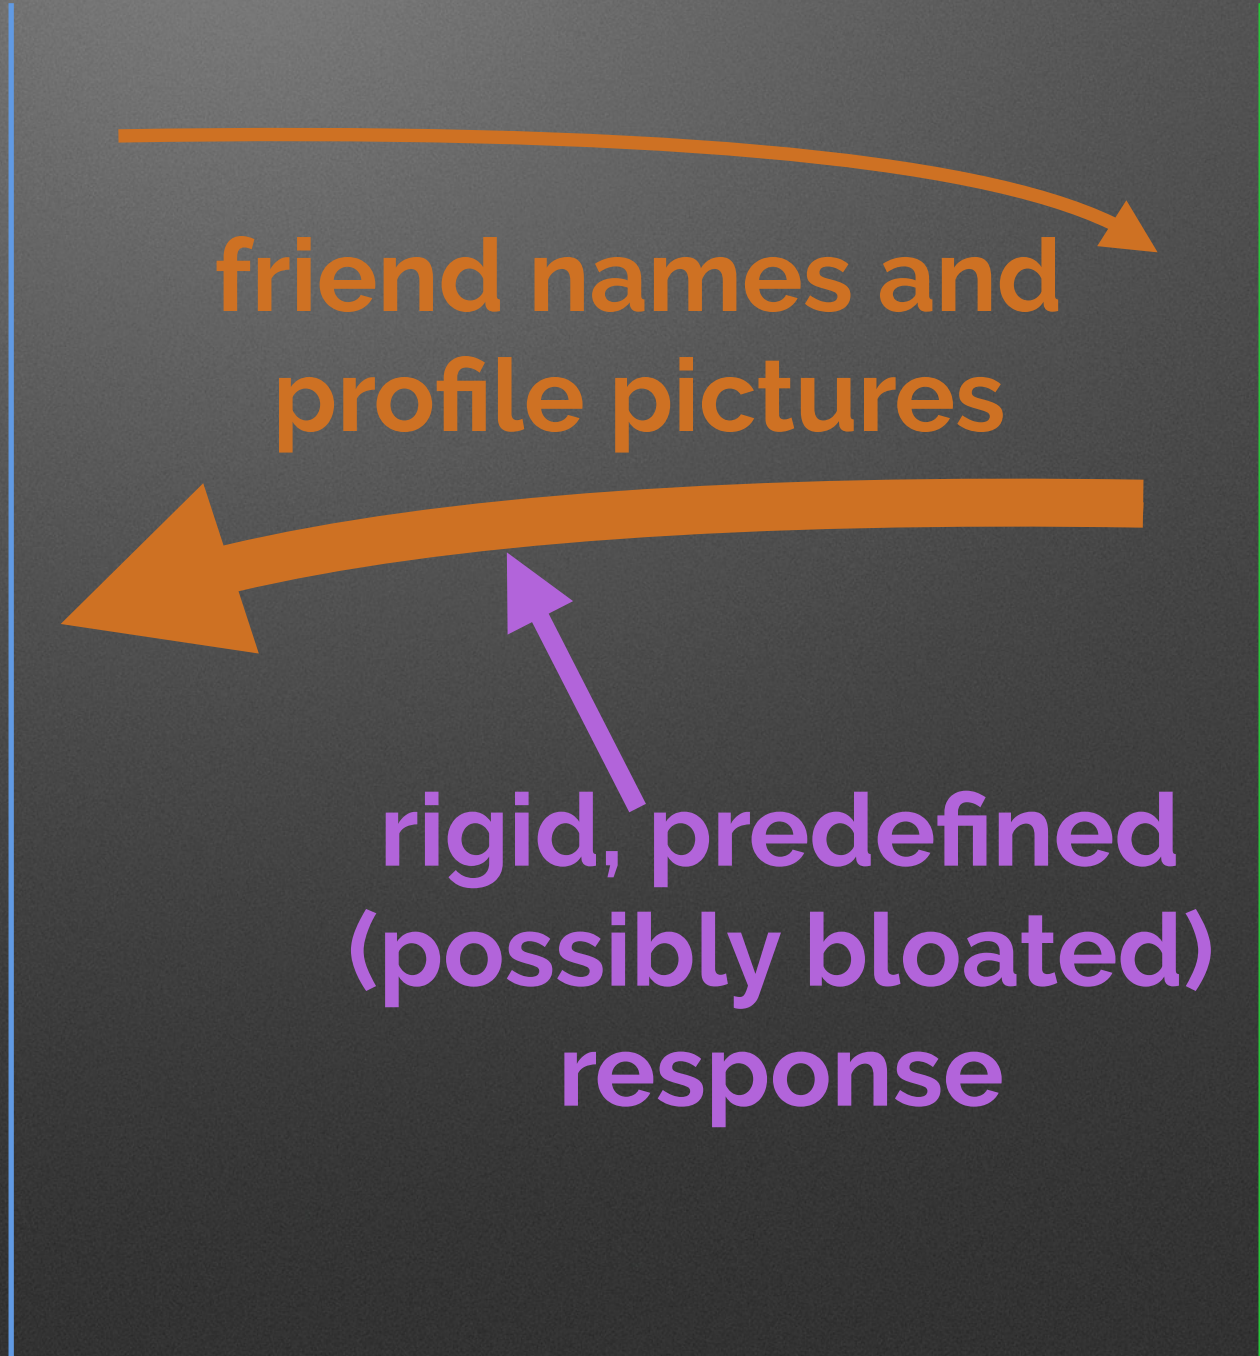 friend names and
profile pictures
rigid, predefined
(possibly bloated)
response